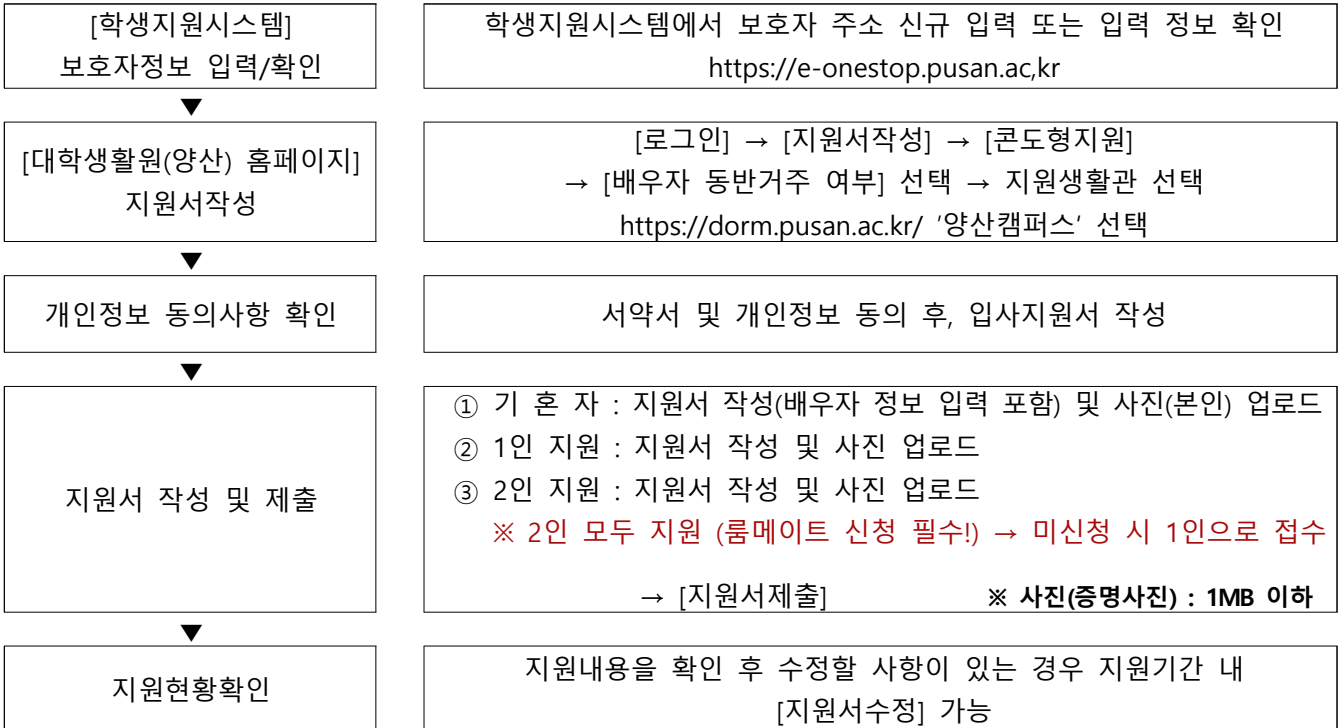 [학생지원시스템]
보호자정보 입력/확인
학생지원시스템에서 보호자 주소 신규 입력 또는 입력 정보 확인
https://e-onestop.pusan.ac,kr
▼
[대학생활원(양산) 홈페이지]
지원서작성
[로그인] → [지원서작성] → [콘도형지원]
→ [배우자 동반거주 여부] 선택 → 지원생활관 선택
https://dorm.pusan.ac.kr/ '양산캠퍼스' 선택
▼
개인정보 동의사항 확인
서약서 및 개인정보 동의 후, 입사지원서 작성
▼
지원서 작성 및 제출
① 기 혼 자 : 지원서 작성(배우자 정보 입력 포함) 및 사진(본인) 업로드
② 1인 지원 : 지원서 작성 및 사진 업로드
③ 2인 지원 : 지원서 작성 및 사진 업로드
※ 2인 모두 지원 (룸메이트 신청 필수!) → 미신청 시 1인으로 접수
→ [지원서제출] ※ 사진(증명사진) : 1MB 이하
▼
지원현황확인
지원내용을 확인 후 수정할 사항이 있는 경우 지원기간 내
[지원서수정] 가능